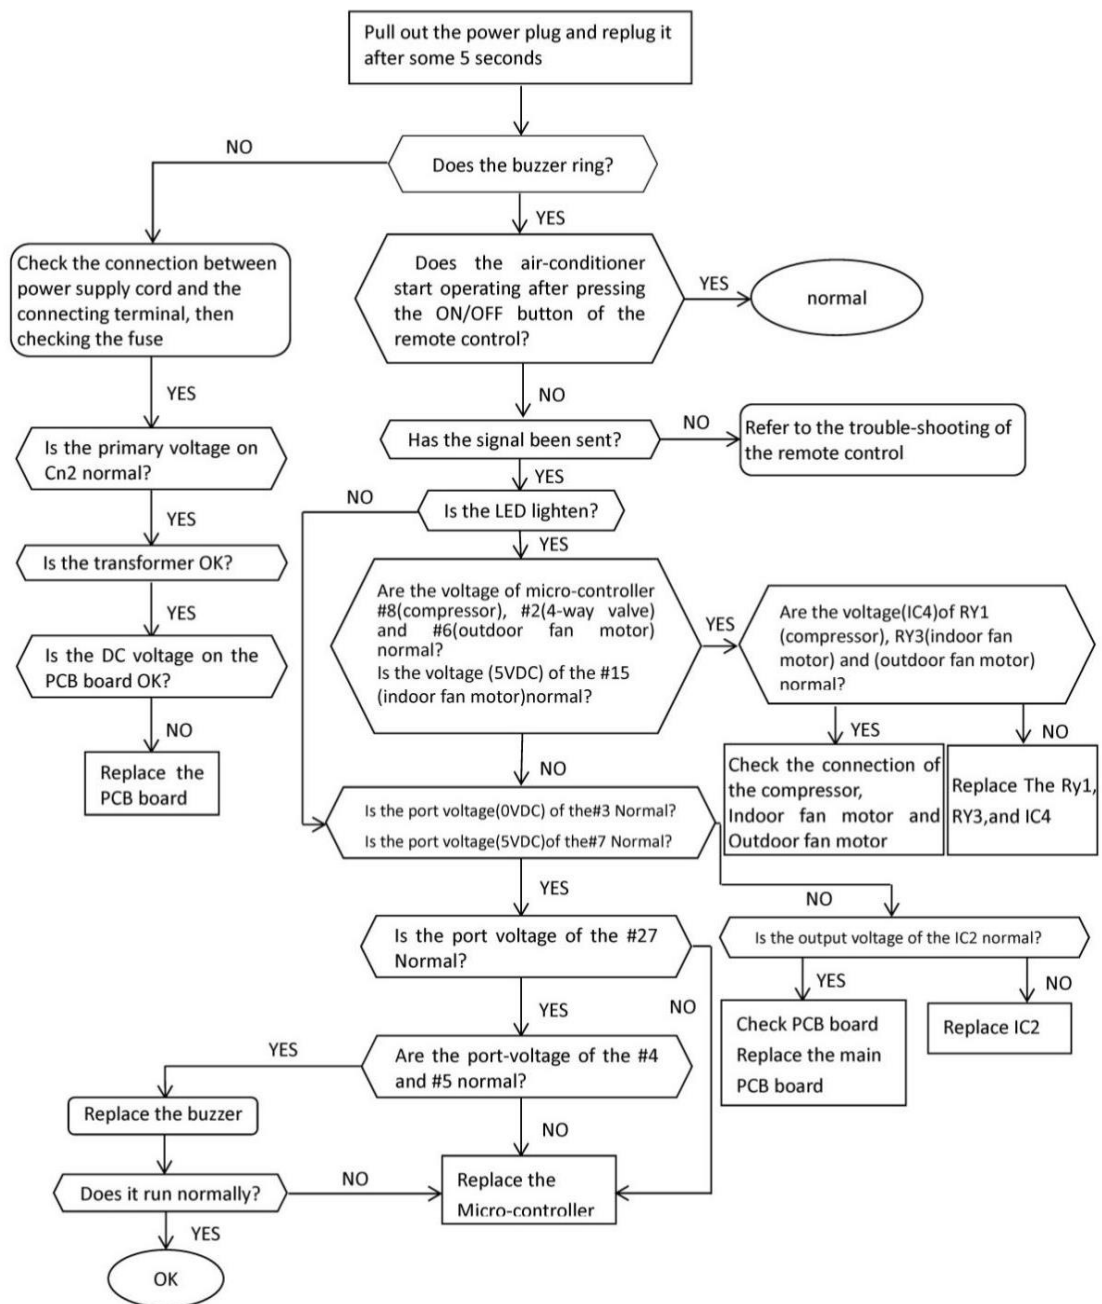 Pull out the power plug and replug it
after some 5 seconds
NO
Does the buzzer ring?
YES
Check the connection between
power supply cord and the
connecting terminal, then
checking the fuse
Does the air-conditioner
start operating after pressing
the ON/OFF button of the
remote control?
YES
normal
YES
NO
Is the primary voltage on
Cn2 normal?
Has the signal been sent?
NO
Refer to the trouble-shooting of
the remote control
YES
NO
Is the LED lighten?
YES
YES
Is the transformer OK?
YES
Are the voltage of micro-controller
#8(compressor), #2(4-way valve)
and #6(outdoor fan motor)
normal?
Is the voltage (5VDC) of the #15
(indoor fan motor)normal?
YES
Are the voltage(IC4)of RY1
(compressor), RY3(indoor fan
motor) and (outdoor fan motor)
normal?
Is the DC voltage on the
PCB board OK?
NO
Replace the
PCB board
YES
NO
Check the connection of
the compressor,
Indoor fan motor and
Outdoor fan motor
Replace The Ry1,
RY3,and IC4
NO
Is the port voltage(0VDC) of the#3 Normal?
Is the port voltage(5VDC)of the#7 Normal?
YES
NO
Is the port voltage of the #27
Normal?
Is the output voltage of the IC2 normal?
YES
NO
YES
NO
Check PCB board
Replace the main
PCB board
Replace IC2
YES
Are the port-voltage of the #4
and #5 normal?
Replace the buzzer
NO
Does it run normally?
NO
Replace the
Micro-controller
YES
OK